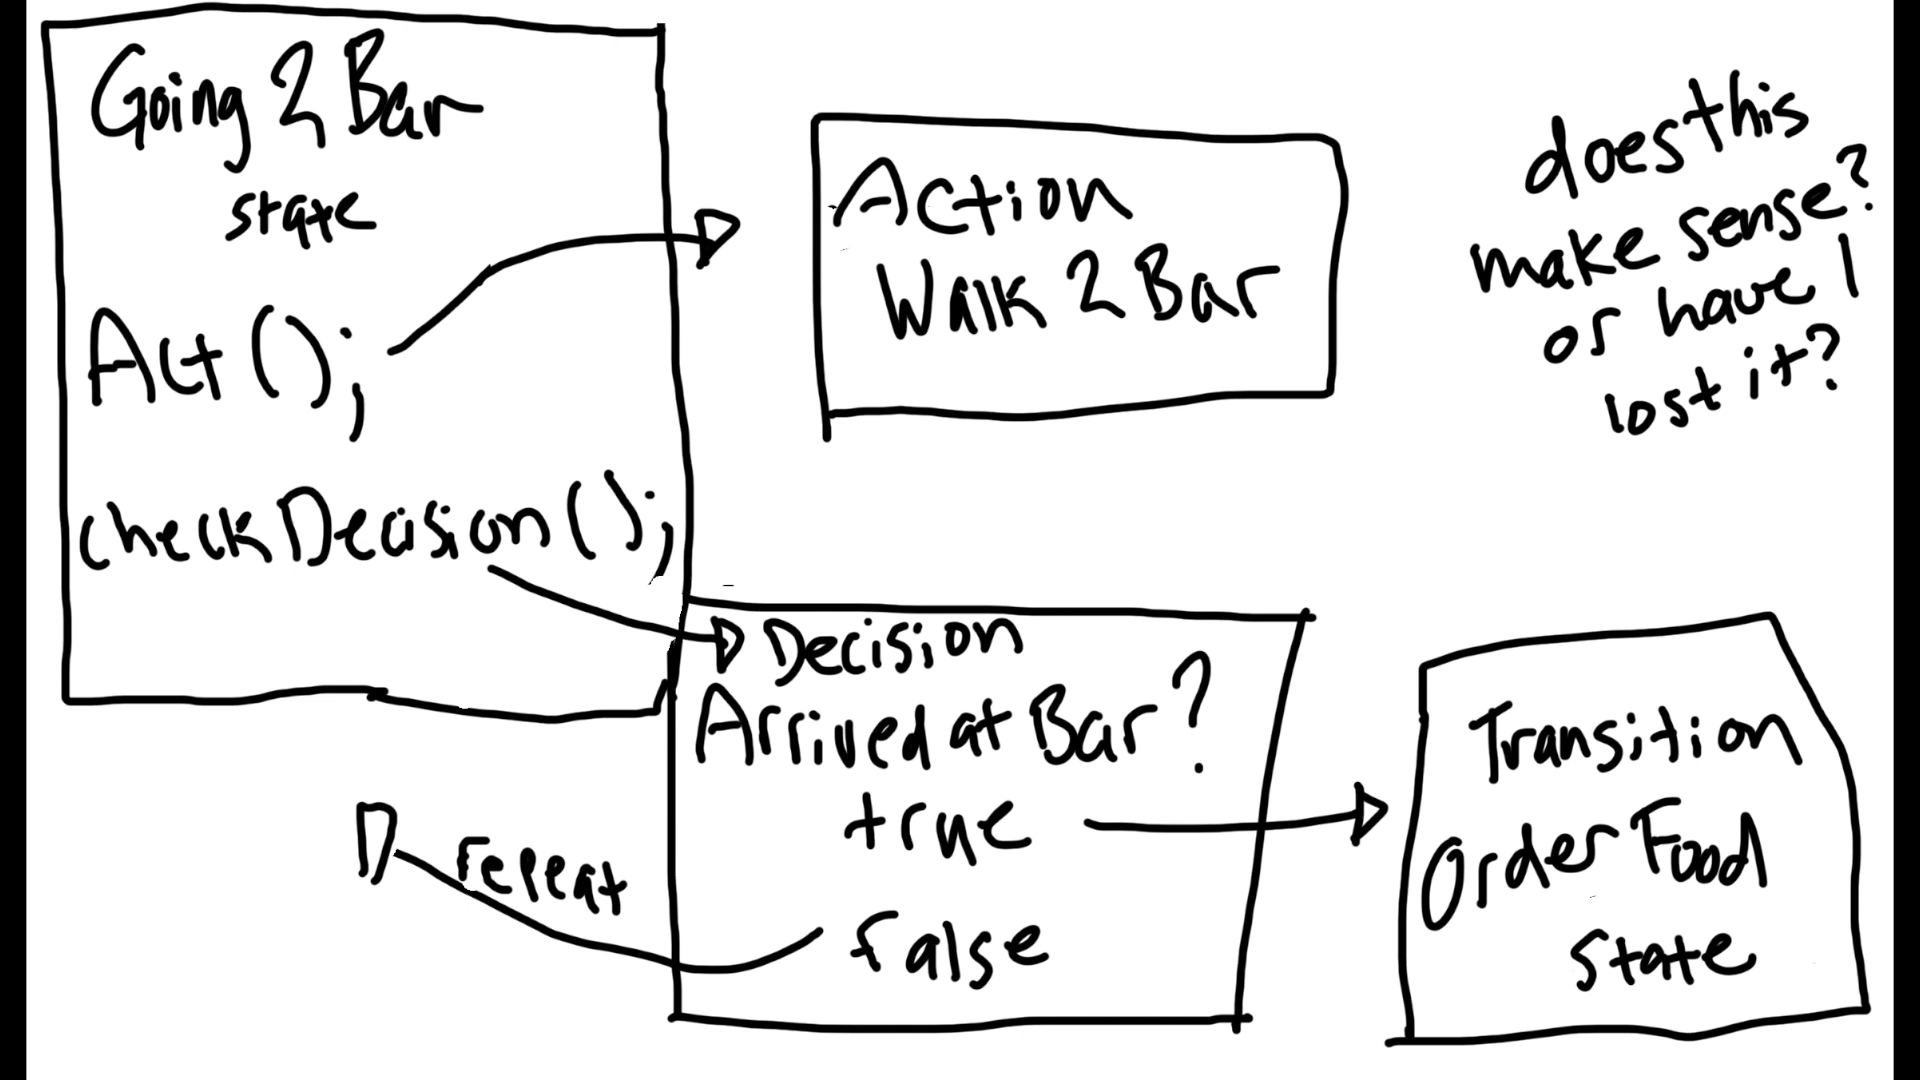 Going 2 Bar
state
Act();
checkDecision();
Action
Walk 2 Bar
does this
make sense?
or have I
lost it?
Decision
Arrived at Bar?
true
false
repeat
Transition
Order Food
state